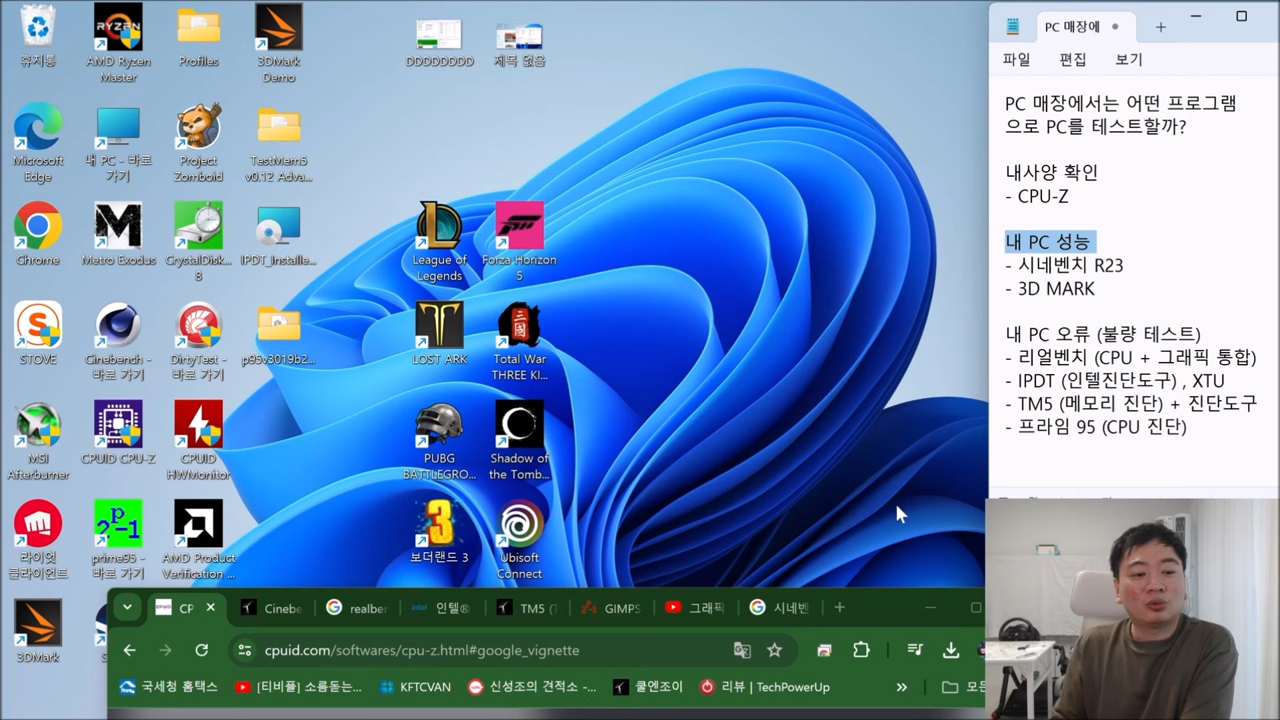 휴지통
AMD Ryzen
Master
Profiles
3DMark
Demo
DDDDDDDD
제목 없음
Microsoft
Edge
내 PC - 바로
가기
Project
Zomboid
TestMem5
v0.12 Adva...
Chrome
Metro Exodus
CrystalDisk...
8
IPDT_Installe...
League of
Legends
Forza Horizon
5
STOVE
Cinebench -
바로 가기
DirtyTest -
바로 가기
p95v3019b2...
LOST ARK
Total War
THREE KI...
MSI
Afterburner
CPUID CPU-Z
CPUID
HWMonitor
PUBG
BATTLEGRO...
Shadow of
the Tomb...
라이엇
클라이언트
prime95 -
바로 가기
AMD Product
Verification ...
보더랜드 3
Ubisoft
Connect
3DMark
PC 매장에
파일 편집 보기
PC 매장에서는 어떤 프로그램
으로 PC를 테스트할까?
내사양 확인
- CPU-Z
내 PC 성능
- 시네벤치 R23
- 3D MARK
내 PC 오류 (불량 테스트)
- 리얼벤치 (CPU + 그래픽 통합)
- IPDT (인텔진단도구) , XTU
- TM5 (메모리 진단) + 진단도구
- 프라임 95 (CPU 진단)
CP Cinebe realber 인텔® TM5 (T GIMPS 그래픽 시네벤
cpuid.com/softwares/cpu-z.html#google_vignette
국세청 홈택스 [티비플] 소름돋는... KFTCVAN 신성조의 견적소 -... 쿨엔조이 리뷰 | TechPowerUp » 모든